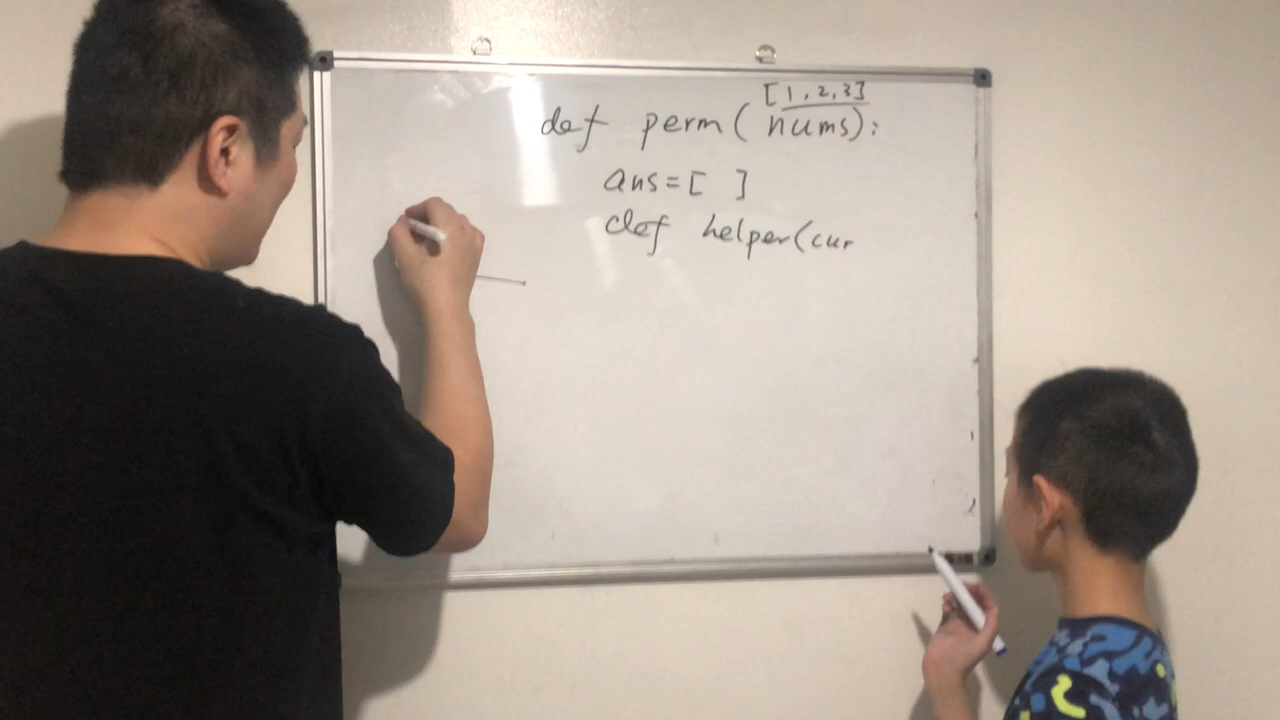 [1,2,3]
def perm(nums):
ans=[ ]
def helper(cur